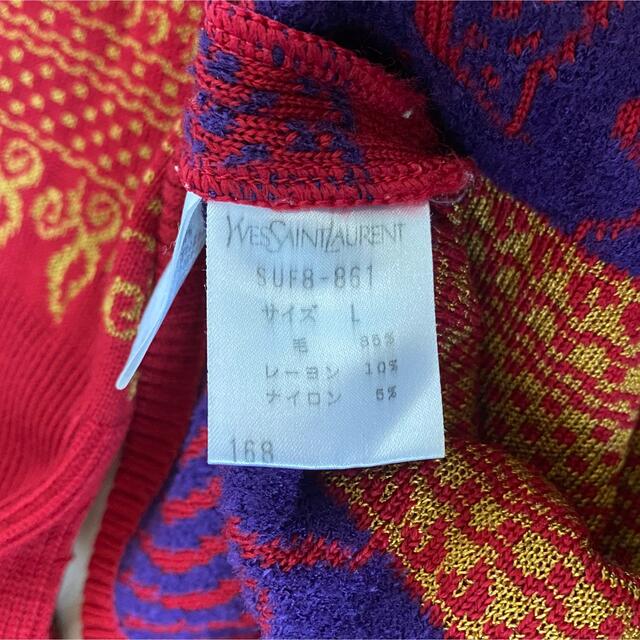 YVESSAINTLAURENT
SUF8-861
サイズ L
毛 85%
レーヨン 10%
ナイロン 5%
168